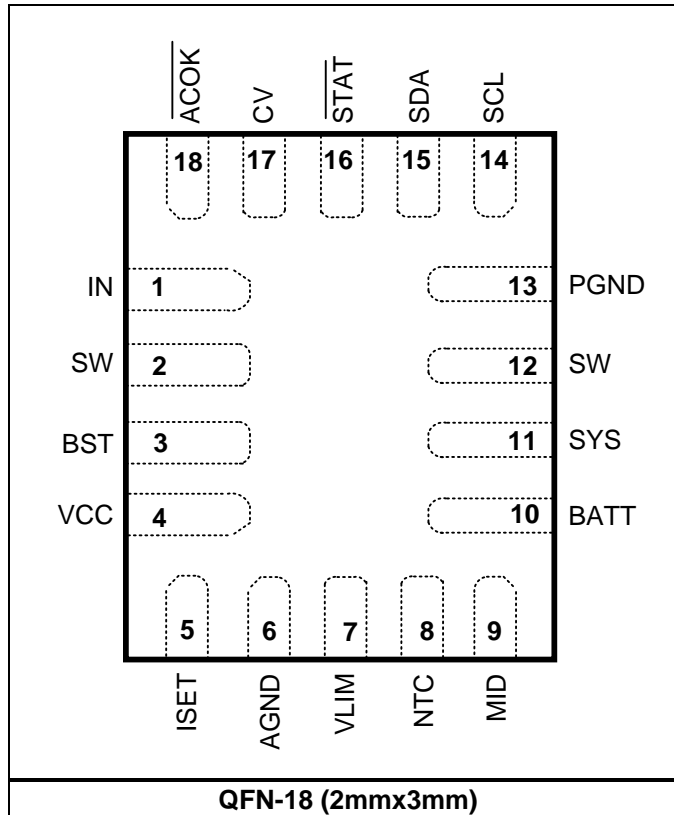 ACOK
CV
STAT
SDA
SCL
18
17
16
15
14
IN 1
13 PGND
SW 2
12 SW
BST 3
11 SYS
VCC 4
10 BATT
5
6
7
8
9
ISET
AGND
VLIM
NTC
MID
QFN-18 (2mmx3mm)